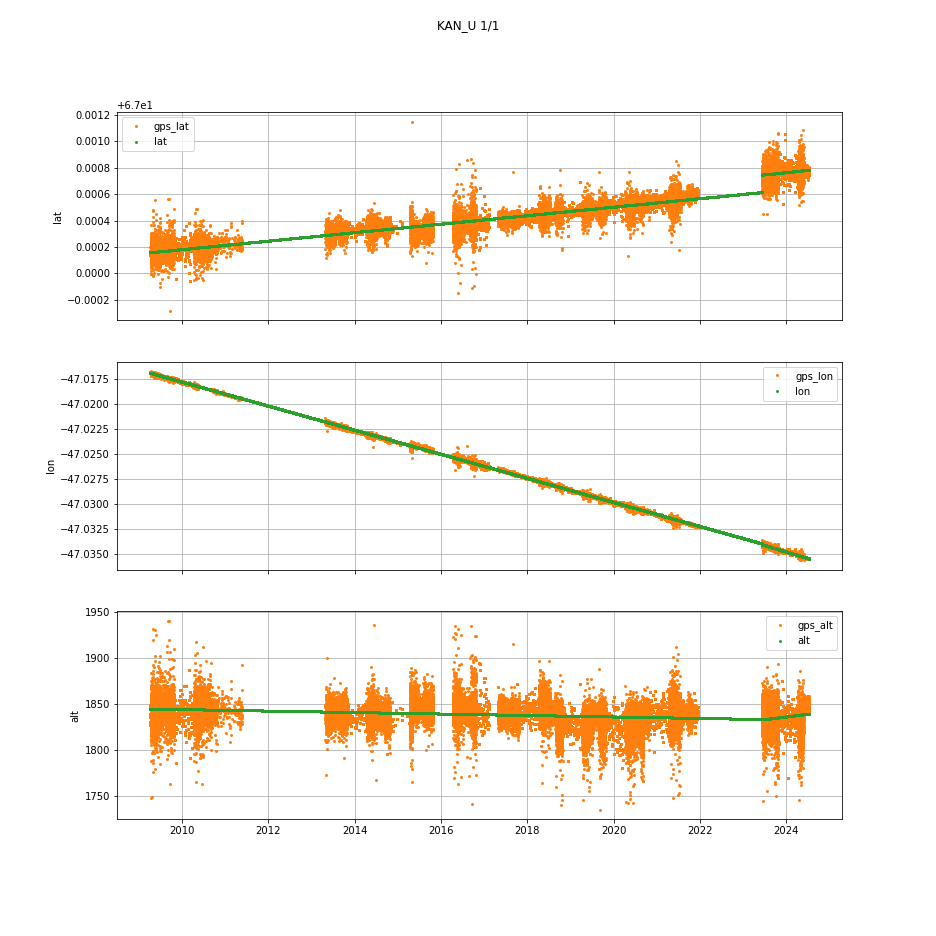 KAN_U 1/1
+6.7e1
0.0012
0.0010
0.0008
0.0006
0.0004
0.0002
0.0000
−0.0002
lat
gps_lat
lat
−47.0175
−47.0200
−47.0225
−47.0250
−47.0275
−47.0300
−47.0325
−47.0350
lon
gps_lon
lon
1950
1900
1850
1800
1750
alt
gps_alt
alt
2010 2012 2014 2016 2018 2020 2022 2024